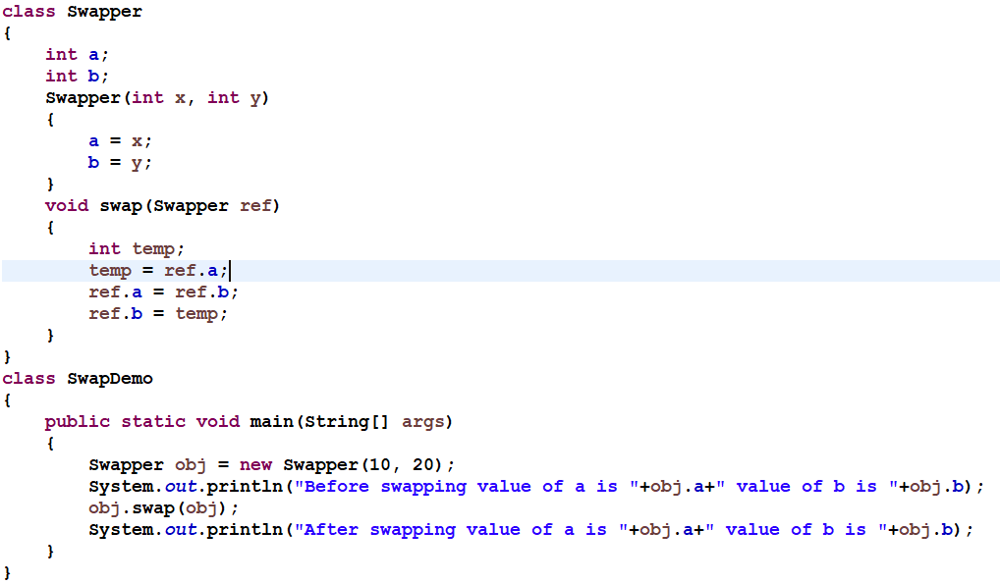 class Swapper
{
    int a;
    int b;
    Swapper(int x, int y)
    {
        a = x;
        b = y;
    }
    void swap(Swapper ref)
    {
        int temp;
        temp = ref.a;
        ref.a = ref.b;
        ref.b = temp;
    }
}
class SwapDemo
{
    public static void main(String[] args)
    {
        Swapper obj = new Swapper(10, 20);
        System.out.println("Before swapping value of a is "+obj.a+" value of b is "+obj.b);
        obj.swap(obj);
        System.out.println("After swapping value of a is "+obj.a+" value of b is "+obj.b);
    }
}